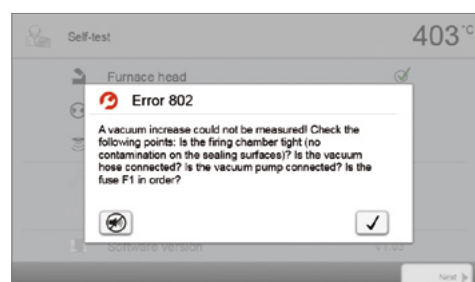 Self-test
403°C
Furnace head
Error 802
A vacuum increase could not be measured! Check the
following points: Is the firing chamber tight (no
contamination on the sealing surfaces)? Is the vacuum
hose connected? Is the vacuum pump connected? Is the
fuse F1 in order?
Software version
Next